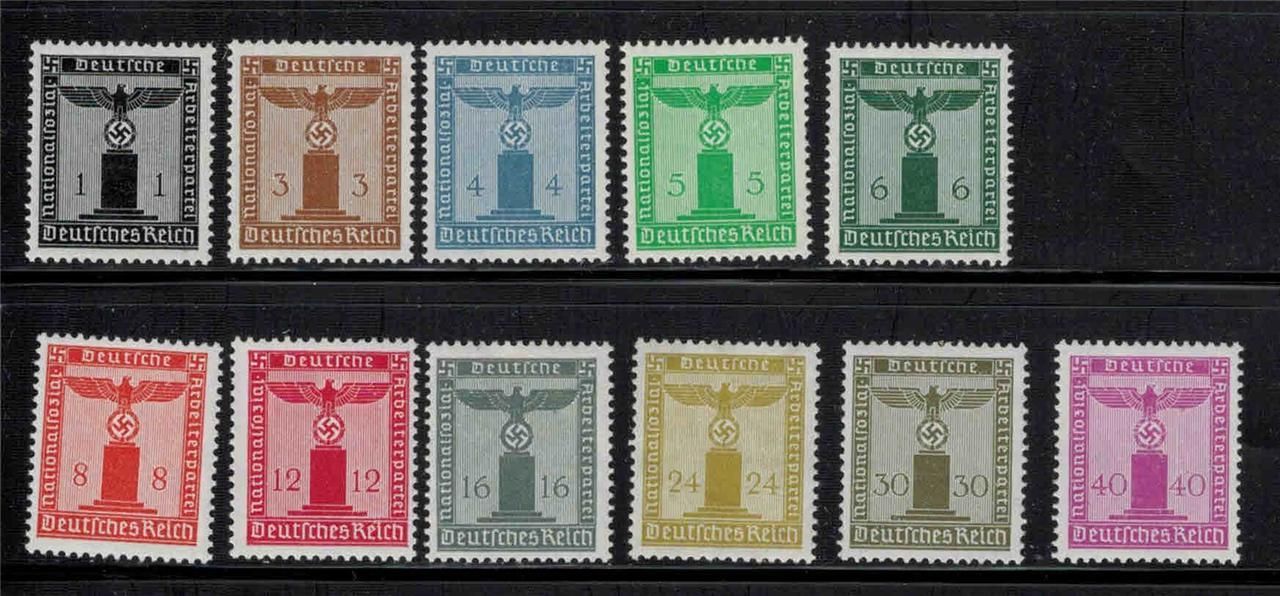 Deutsche
Nationalsozial-
Arbeiterpartei
1 1
Deutsches Reich
Deutsche
Nationalsozial-
Arbeiterpartei
3 3
Deutsches Reich
Deutsche
Nationalsozial-
Arbeiterpartei
4 4
Deutsches Reich
Deutsche
Nationalsozial-
Arbeiterpartei
5 5
Deutsches Reich
Deutsche
Nationalsozial-
Arbeiterpartei
6 6
Deutsches Reich
Deutsche
Nationalsozial-
Arbeiterpartei
8 8
Deutsches Reich
Deutsche
Nationalsozial-
Arbeiterpartei
12 12
Deutsches Reich
Deutsche
Nationalsozial-
Arbeiterpartei
16 16
Deutsches Reich
Deutsche
Nationalsozial-
Arbeiterpartei
24 24
Deutsches Reich
Deutsche
Nationalsozial-
Arbeiterpartei
30 30
Deutsches Reich
Deutsche
Nationalsozial-
Arbeiterpartei
40 40
Deutsches Reich